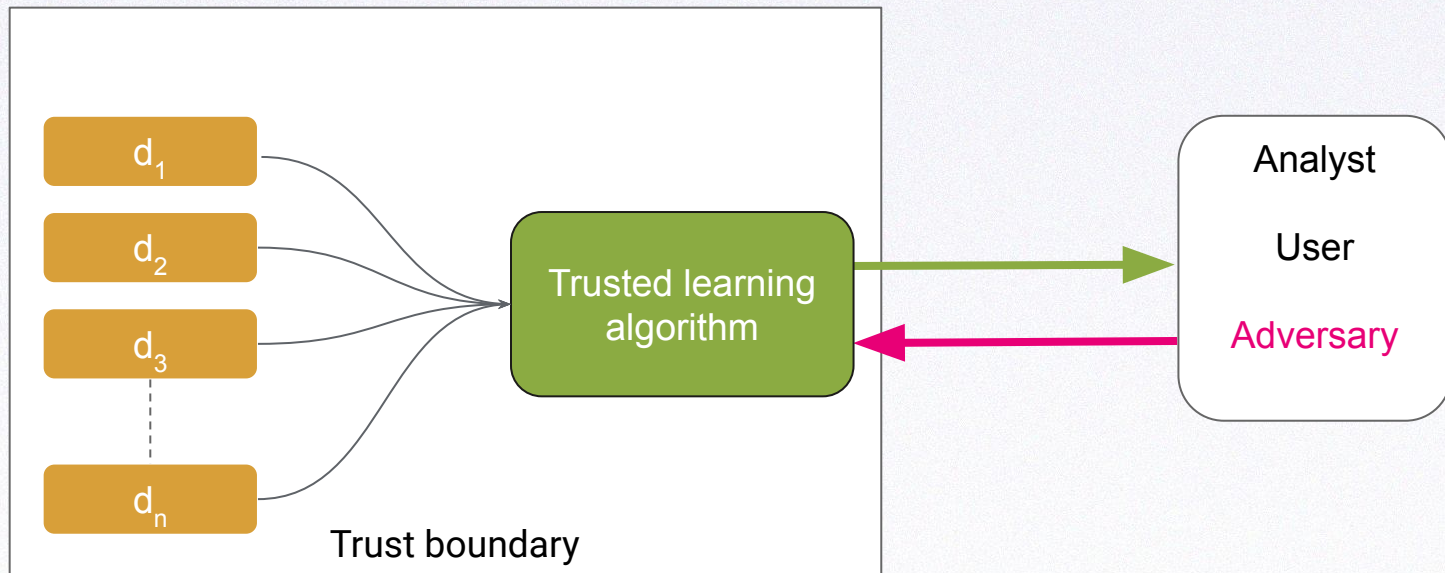 d₁
d₂
d₃
dₙ
Trusted learning
algorithm
Trust boundary
Analyst
User
Adversary